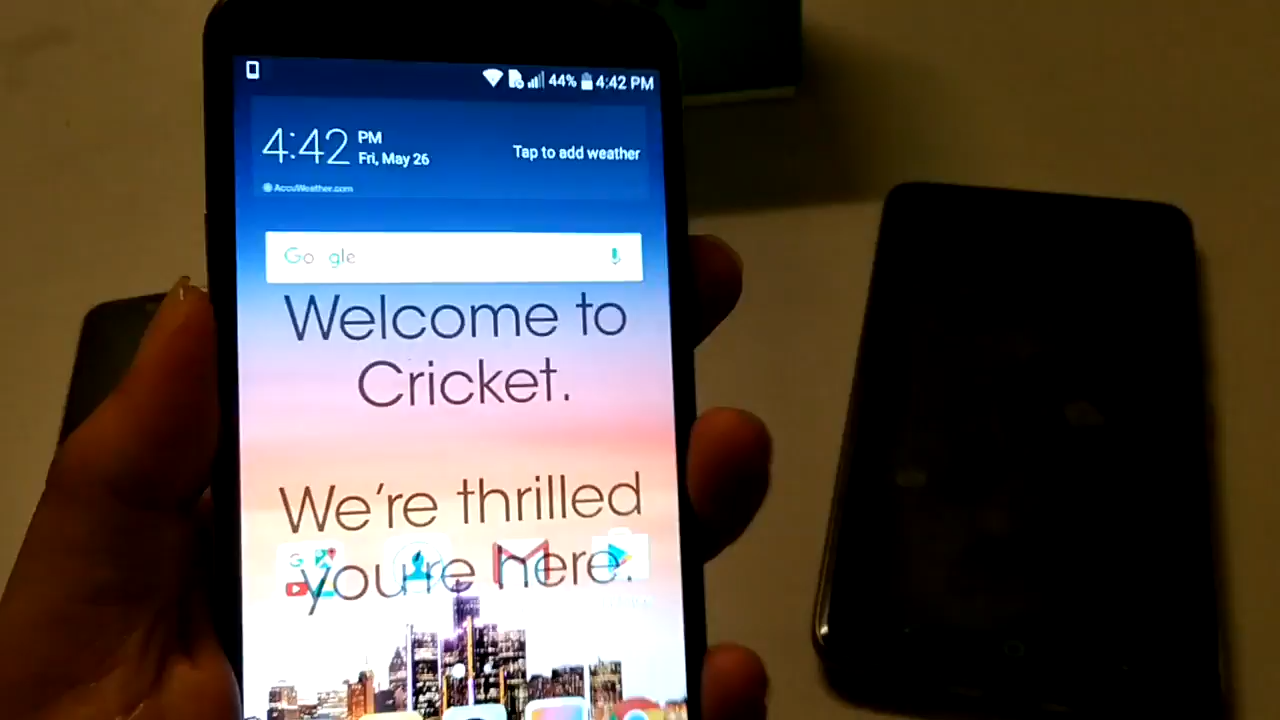 44% 4:42 PM
4:42 PM
Fri, May 26
Tap to add weather
AccuWeather.com
Google
Welcome to
Cricket.
We're thrilled
you're here.